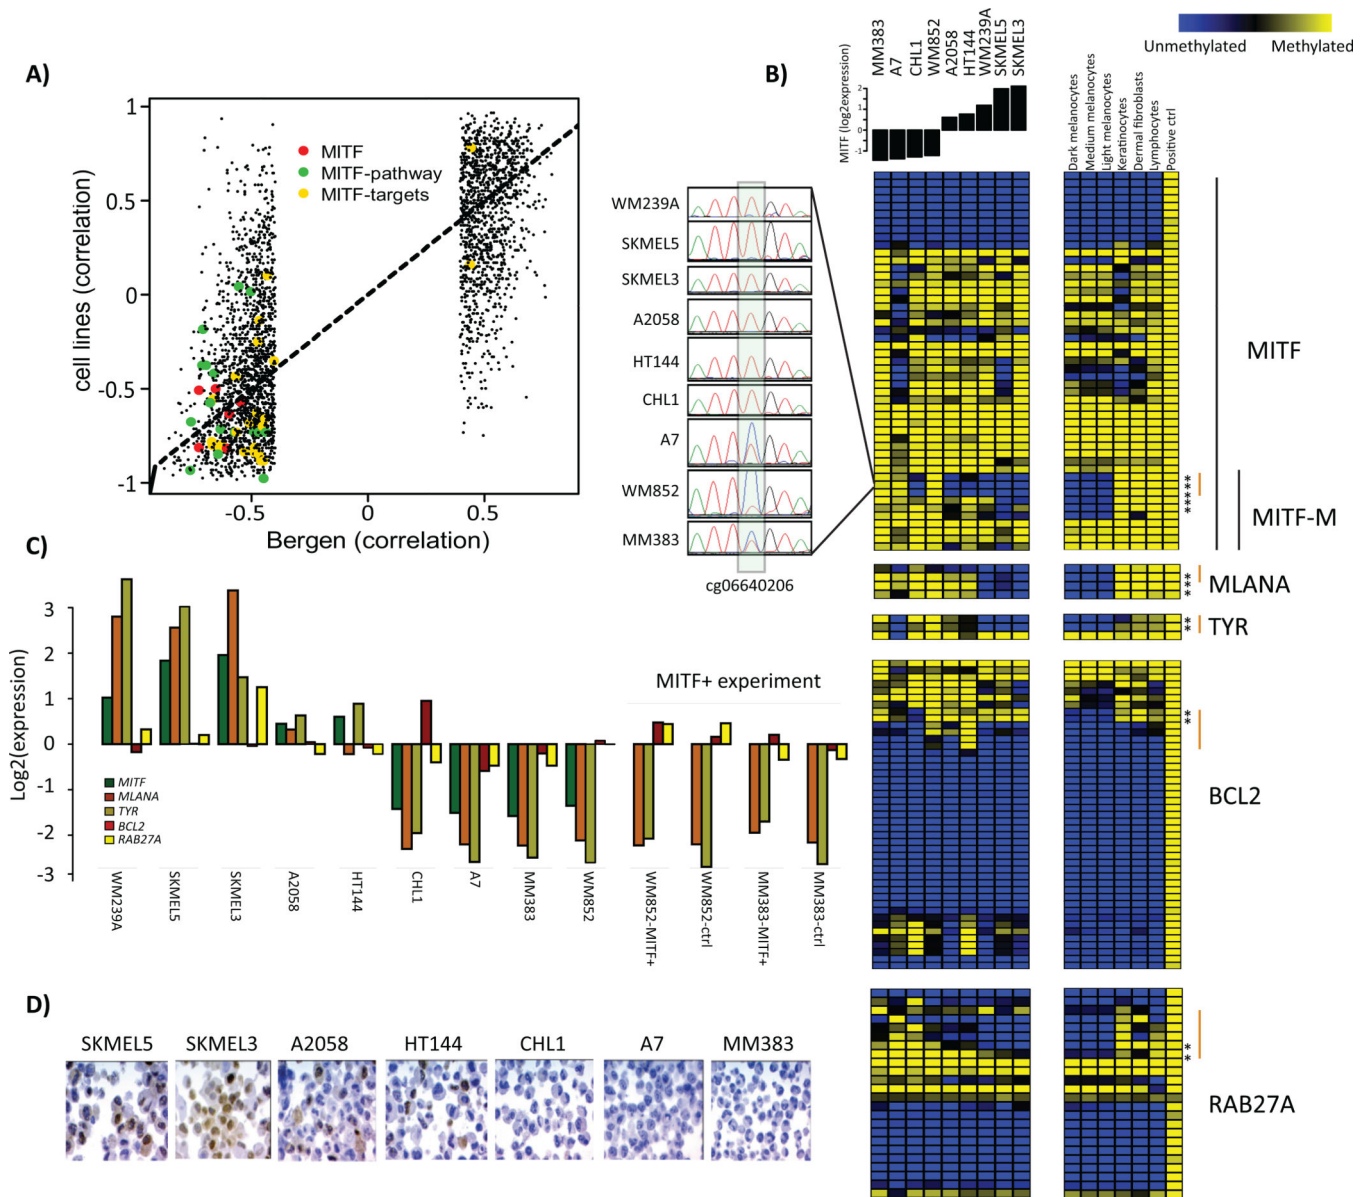 A)
1
0.5
0
-0.5
-1
cell lines (correlation)
-0.5
0
0.5
Bergen (correlation)
MITF
MITF-pathway
MITF-targets
B)
MM383
A7
CHL1
WM852
A2058
HT144
WM239A
SKMEL5
SKMEL3
MITF (log2expression)
2
1
0
-1
Unmethylated
Methylated
Dark melanocytes
Medium melanocytes
Light melanocytes
Keratinocytes
Dermal fibroblasts
Lymphocytes
Positive ctrl
WM239A
SKMEL5
SKMEL3
A2058
HT144
CHL1
A7
WM852
MM383
cg06640206
MITF
MITF-M
MLANA
TYR
BCL2
RAB27A
C)
Log2(expression)
3
2
1
0
-1
-2
-3
MITF
MLANA
TYR
BCL2
RAB27A
MITF+ experiment
WM239A
SKMEL5
SKMEL3
A2058
HT144
CHL1
A7
MM383
WM852
WM852-MITF+
WM852-ctrl
MM383-MITF+
MM383-ctrl
D)
SKMEL5
SKMEL3
A2058
HT144
CHL1
A7
MM383